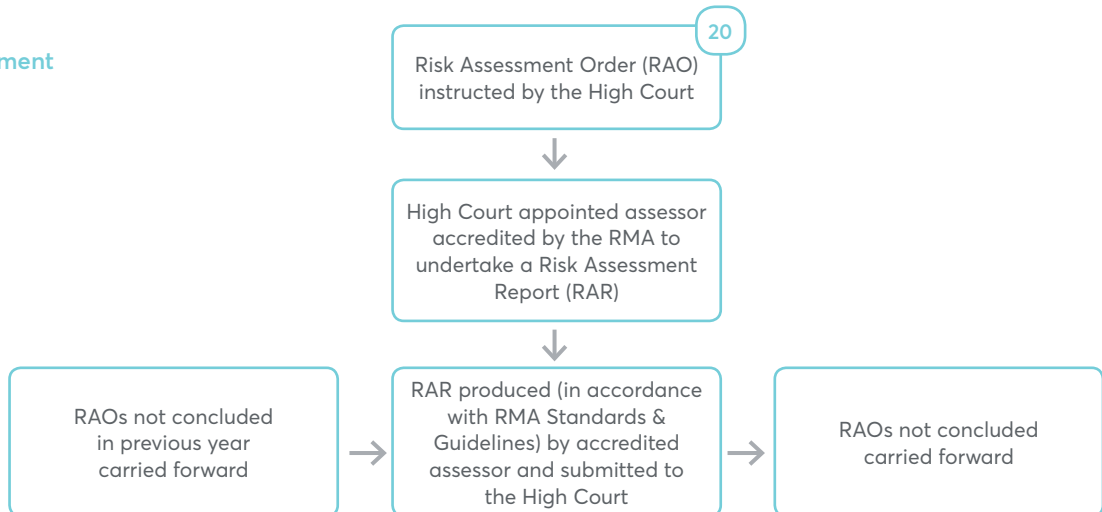 20
ment
Risk Assessment Order (RAO)
instructed by the High Court
High Court appointed assessor
accredited by the RMA to
undertake a Risk Assessment
Report (RAR)
RAOs not concluded
in previous year
carried forward
RAR produced (in accordance
with RMA Standards &
Guidelines) by accredited
assessor and submitted to
the High Court
RAOs not concluded
carried forward